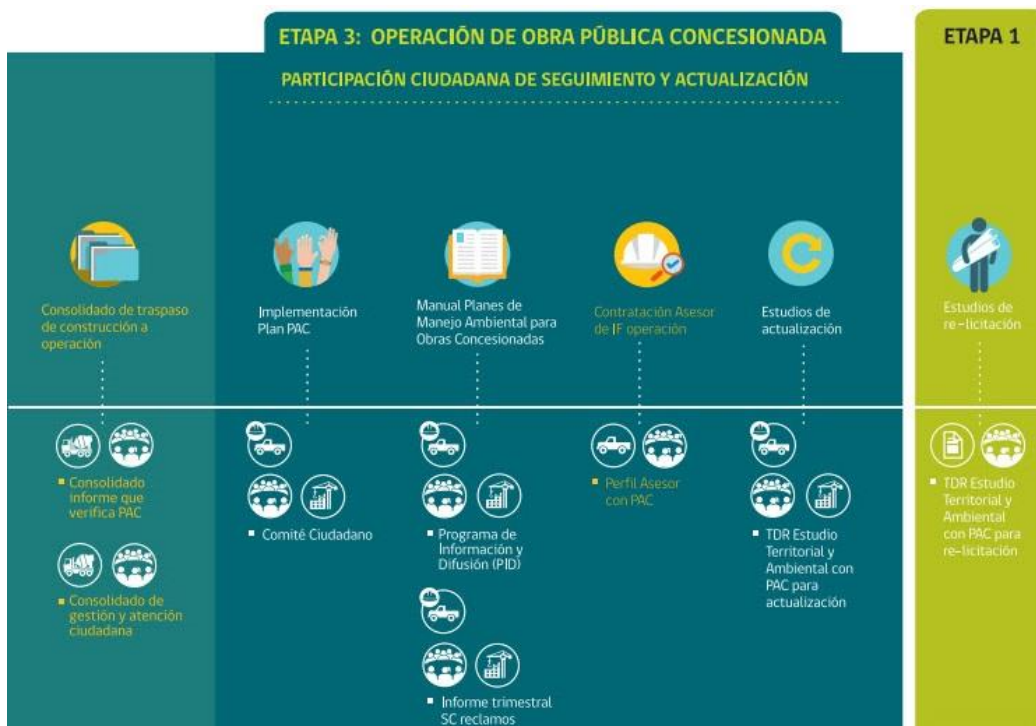 ETAPA 3: OPERACIÓN DE OBRA PÚBLICA CONCESIONADA
PARTICIPACIÓN CIUDADANA DE SEGUIMIENTO Y ACTUALIZACIÓN
ETAPA 1
Consolidado de traspaso
de construcción a
operación
Implementación
Plan PAC
Manual Planes de
Manejo Ambiental para
Obras Concesionadas
Contratación Asesor
de IF operación
Estudios de
actualización
Estudios de
re-licitación
Consolidado
informe que
verifica PAC
Consolidado de
gestión y atención
ciudadana
Comité Ciudadano
Programa de
Información y
Difusión (PID)
Informe trimestral
SC reclamos
Perfil Asesor
con PAC
TDR Estudio
Territorial y
Ambiental con
PAC para
actualización
TDR Estudio
Territorial y
Ambiental
con PAC para
re-licitación